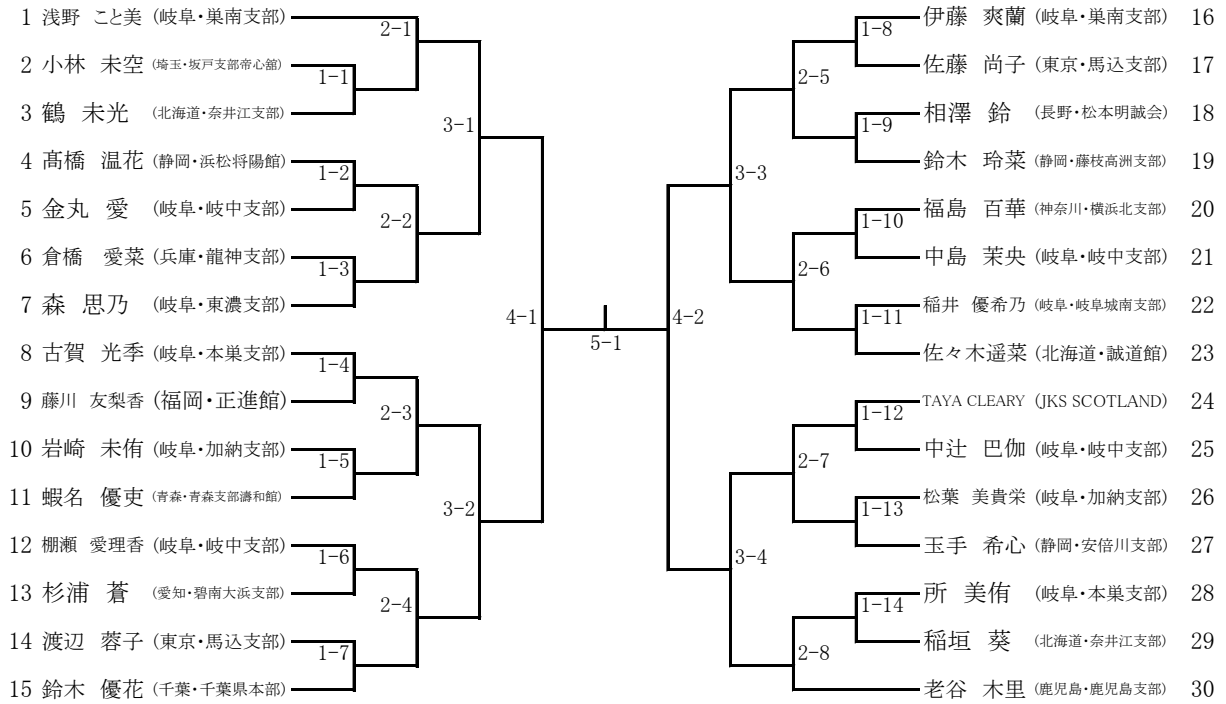 1 浅野 こと美 (岐阜・巣南支部)
2 小林 未空 (埼玉・坂戸支部帝心舘)
3 鶴 未光 (北海道・奈井江支部)
4 髙橋 温花 (静岡・浜松将陽館)
5 金丸 愛 (岐阜・岐中支部)
6 倉橋 愛菜 (兵庫・龍神支部)
7 森 思乃 (岐阜・東濃支部)
8 古賀 光季 (岐阜・本巣支部)
9 藤川 友梨香 (福岡・正進館)
10 岩崎 未侑 (岐阜・加納支部)
11 蝦名 優吏 (青森・青森支部濤和館)
12 棚瀬 愛理香 (岐阜・岐中支部)
13 杉浦 蒼 (愛知・碧南大浜支部)
14 渡辺 蓉子 (東京・馬込支部)
15 鈴木 優花 (千葉・千葉県本部)
1-1
1-2
1-3
1-4
1-5
1-6
1-7
2-1
2-2
2-3
2-4
3-1
3-2
4-1
5-1
4-2
3-3
3-4
2-5
2-6
2-7
2-8
1-8
1-9
1-10
1-11
1-12
1-13
1-14
伊藤 爽蘭 (岐阜・巣南支部) 16
佐藤 尚子 (東京・馬込支部) 17
相澤 鈴 (長野・松本明誠会) 18
鈴木 玲菜 (静岡・藤枝高洲支部) 19
福島 百華 (神奈川・横浜北支部) 20
中島 茉央 (岐阜・岐中支部) 21
稲井 優希乃 (岐阜・岐阜城南支部) 22
佐々木遥菜 (北海道・誠道館) 23
TAYA CLEARY (JKS SCOTLAND) 24
中辻 巴伽 (岐阜・岐中支部) 25
松葉 美貴栄 (岐阜・加納支部) 26
玉手 希心 (静岡・安倍川支部) 27
所 美侑 (岐阜・本巣支部) 28
稲垣 葵 (北海道・奈井江支部) 29
老谷 木里 (鹿児島・鹿児島支部) 30